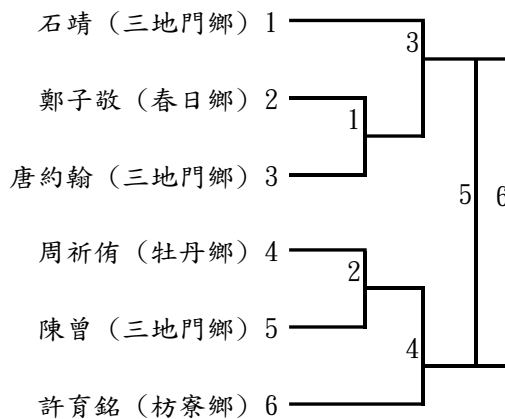 石靖（三地門鄉）1
3
鄭子敬（春日鄉）2
1
唐約翰（三地門鄉）3
5
6
周祈侑（牡丹鄉）4
2
陳曾（三地門鄉）5
4
許育銘（枋寮鄉）6